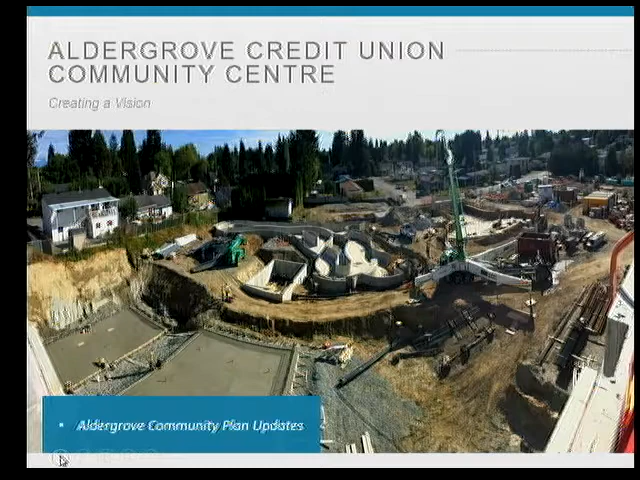 ALDERGROVE CREDIT UNION
COMMUNITY CENTRE
Creating a Vision
▪ Aldergrove Community Plan Updates